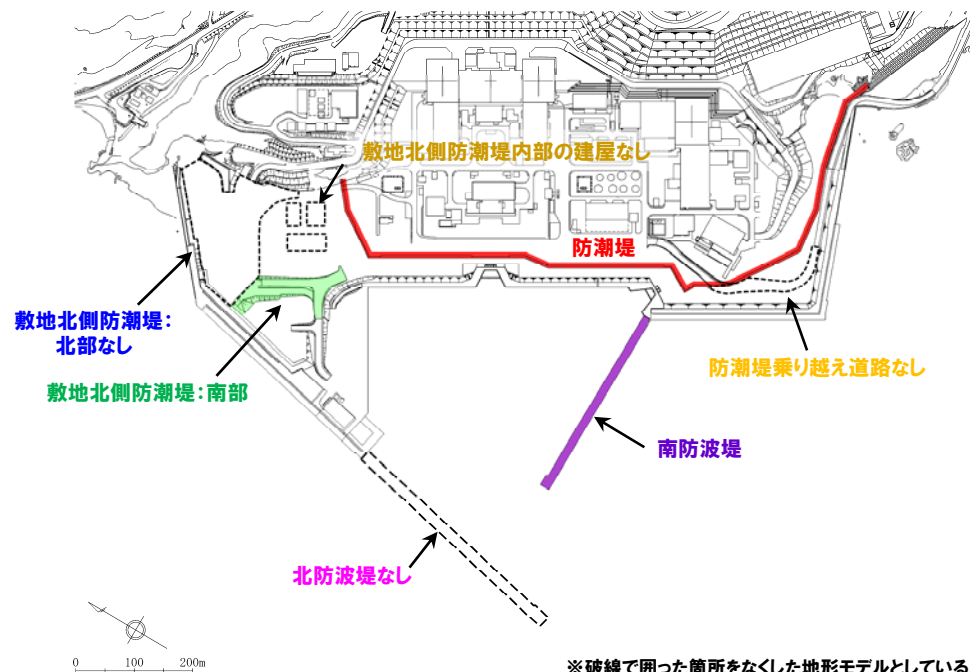 敷地北側防潮堤内部の建屋なし
防潮堤
敷地北側防潮堤:
北部なし
防潮堤乗り越え道路なし
敷地北側防潮堤:南部
南防波堤
北防波堤なし
0 100 200m
※破線で囲った箇所をなくした地形モデルとしている